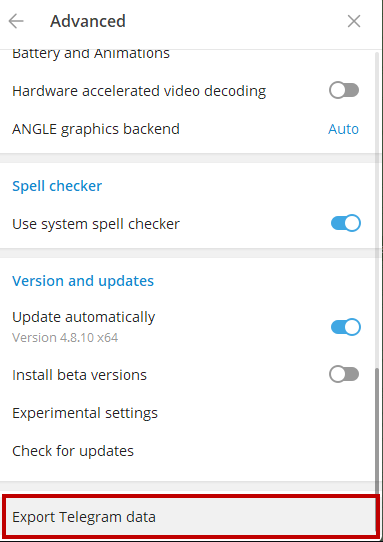 Advanced
Battery and Animations
Hardware accelerated video decoding
ANGLE graphics backend Auto
Spell checker
Use system spell checker
Version and updates
Update automatically
Version 4.8.10 x64
Install beta versions
Experimental settings
Check for updates
Export Telegram data